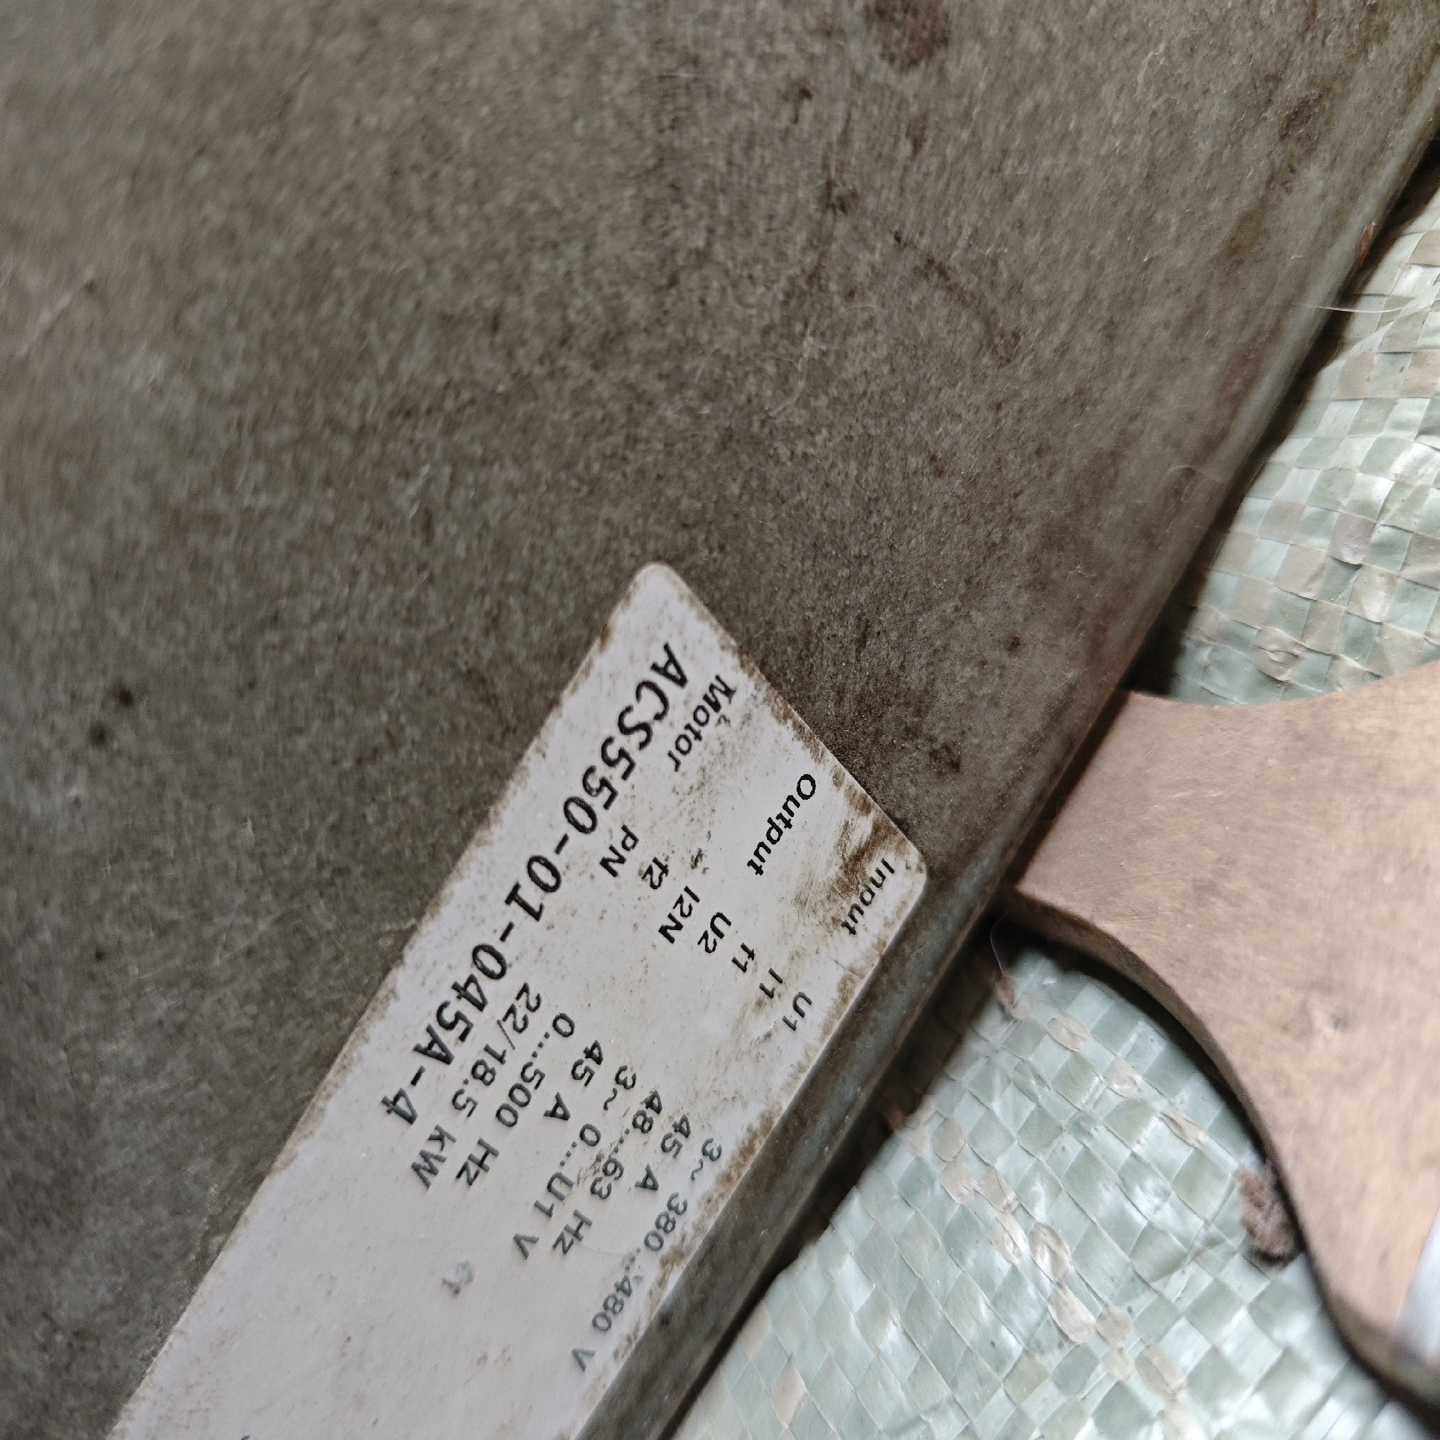 Input U1 3~ 380...480 V
I1 45 A
f1 48...63 Hz
Output U2 3~ 0...U1 V
I2N 45 A
f2 0...500 Hz
Motor PN 22/18.5 kW
ACS550-01-045A-4